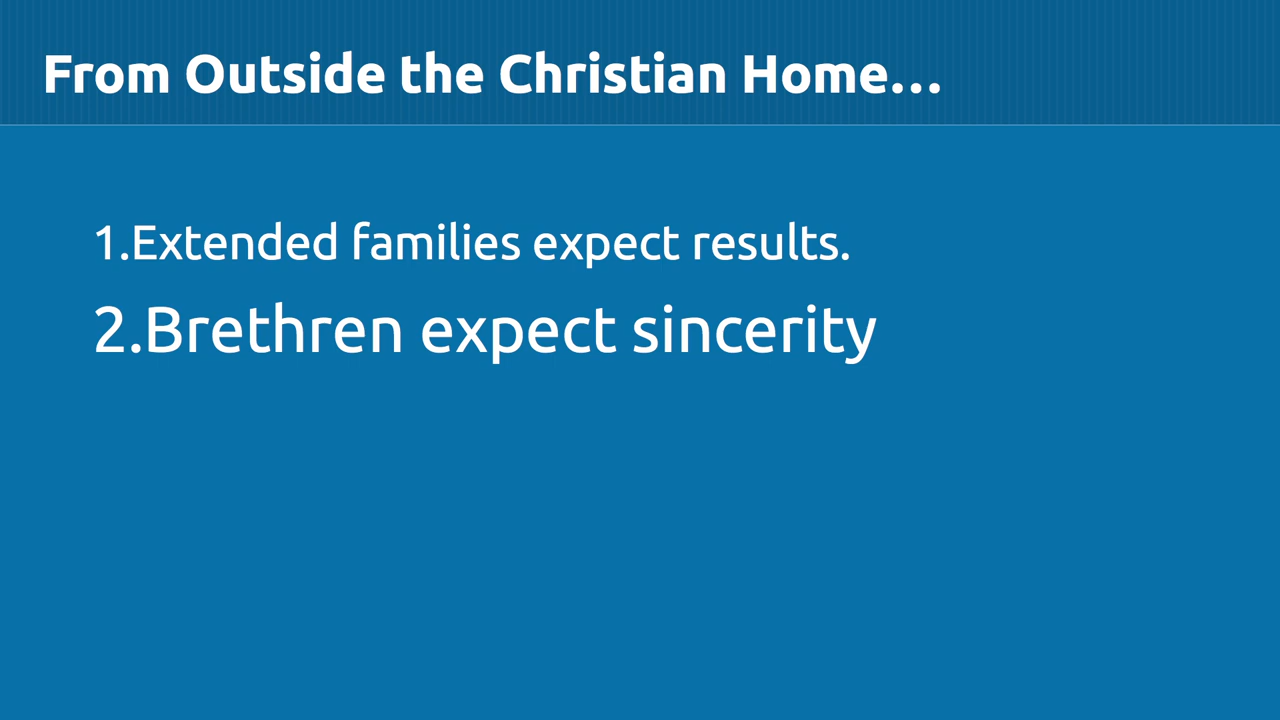 From Outside the Christian Home…
1.Extended families expect results.
2.Brethren expect sincerity